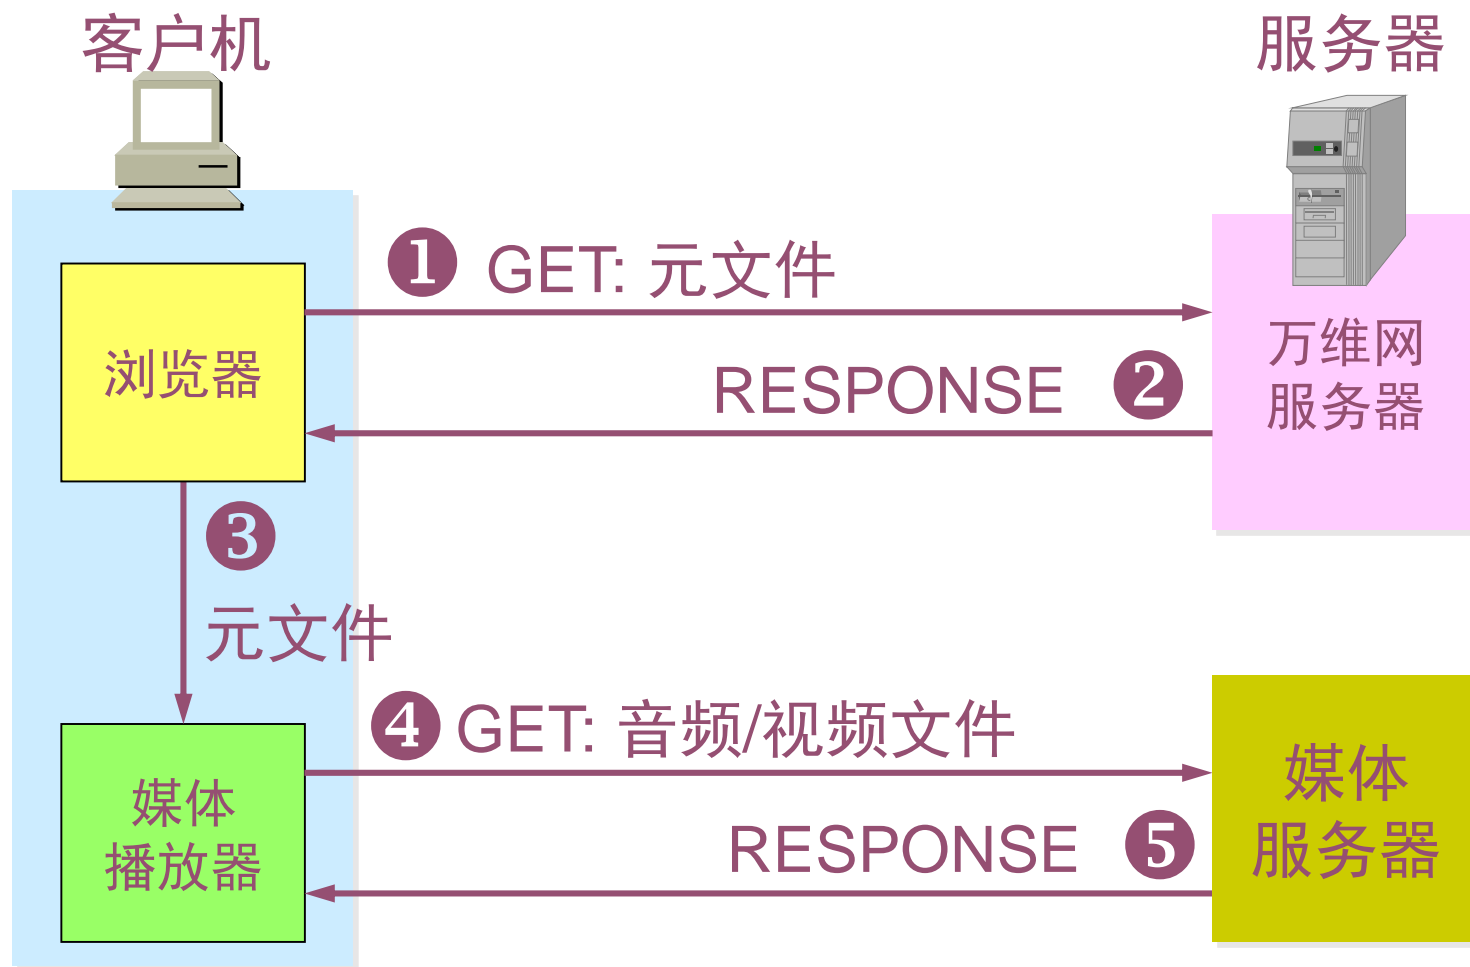 客户机
服务器
❶ GET: 元文件
浏览器
万维网
服务器
RESPONSE ❷
❸
元文件
❹ GET: 音频/视频文件
媒体
播放器
媒体
服务器
RESPONSE ❺